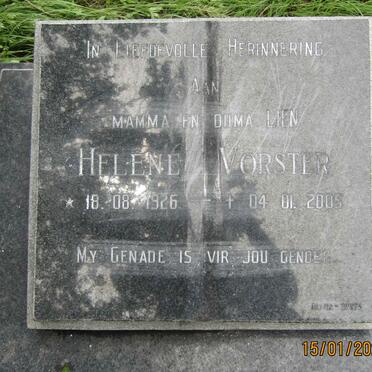 IN LIEFDEVOLLE HERINNERING
AAN
MAMMA EN OUMA LIEN
HELENE VORSTER
* 18.08.1926 = † 04.01.2005
MY GENADE IS VIR JOU GENOEG
15/01/20